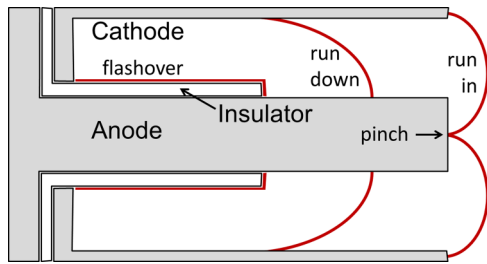 Cathode
flashover
run
down
run
in
Insulator
Anode
pinch